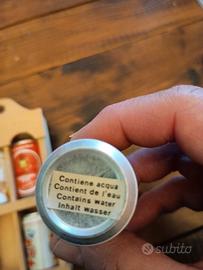 Contiene acqua
Contient de l'eau
Contains water
Inhalt wasser
subito